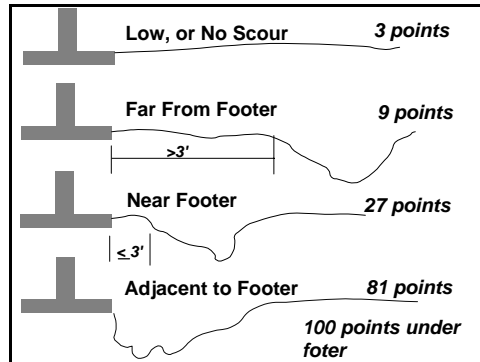 Low, or No Scour 3 points
Far From Footer 9 points
>3'
Near Footer 27 points
≤ 3'
Adjacent to Footer 81 points
100 points under
foter